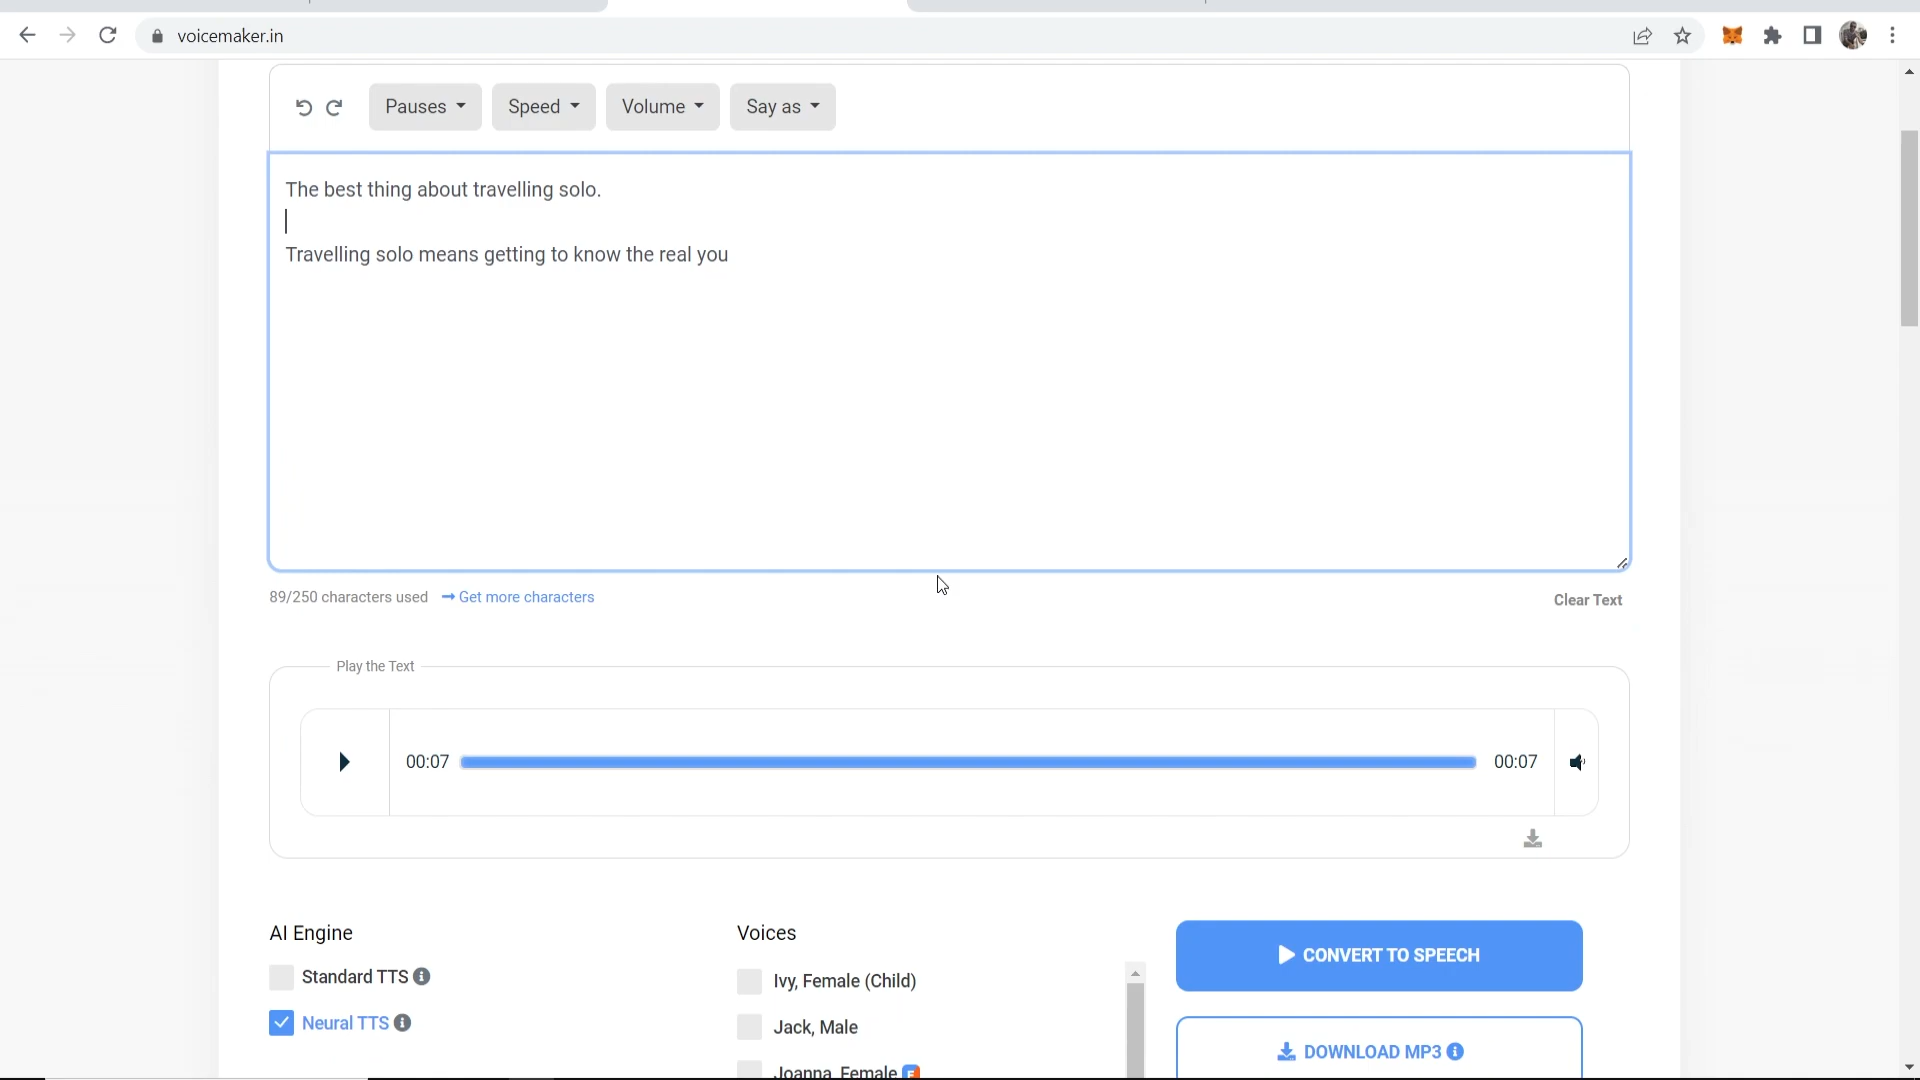 voicemaker.in
Pauses Speed Volume Say as
The best thing about travelling solo.
Travelling solo means getting to know the real you
89/250 characters used Get more characters
Clear Text
Play the Text
00:07 00:07
AI Engine
Standard TTS
Neural TTS
Voices
Ivy, Female (Child)
Jack, Male
Joanna, Female
CONVERT TO SPEECH
DOWNLOAD MP3